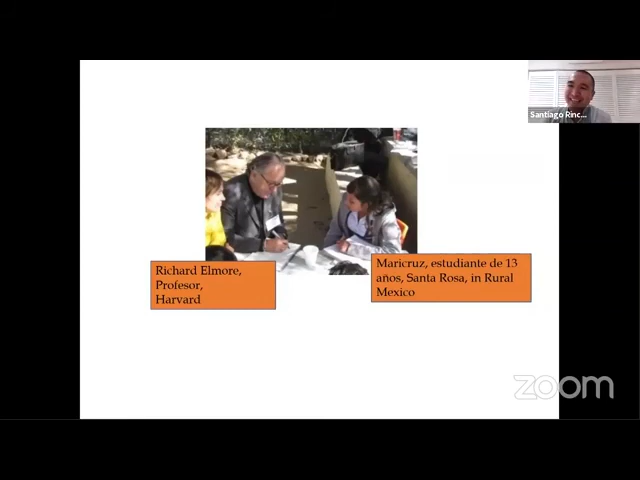 Santiago Rinc...
Richard Elmore,
Profesor,
Harvard
Maricruz, estudiante de 13
años, Santa Rosa, in Rural
Mexico
zoom